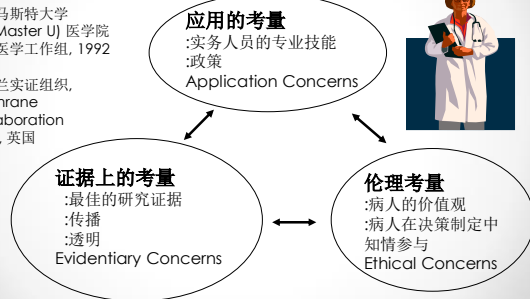 马斯特大学
Master U) 医学院
医学工作组, 1992
兰实证组织,
hrane
aboration
, 英国
应用的考量
:实务人员的专业技能
:政策
Application Concerns
证据上的考量
:最佳的研究证据
:传播
:透明
Evidentiary Concerns
伦理考量
:病人的价值观
:病人在决策制定中
知情参与
Ethical Concerns